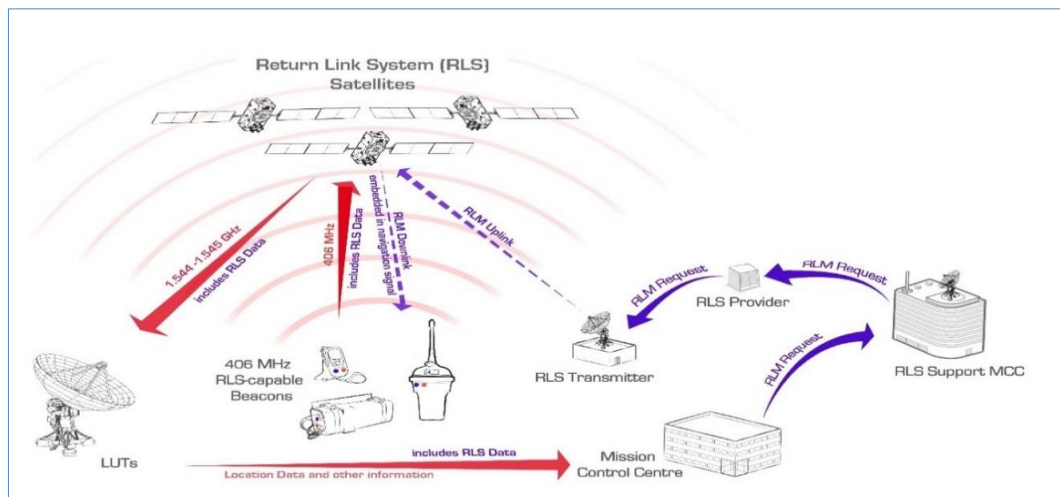 Return Link System (RLS)
Satellites
1.544 -1.545 GHz
includes RLS Data
406 MHz
includes RLS Data
RLM Downlink
embedded in navigation signal
RLM Uplink
RLM Request
RLS Provider
RLM Request
RLS Support MCC
406 MHz
RLS-capable
Beacons
RLS Transmitter
RLM Request
LUTs
includes RLS Data
Location Data and other information
Mission
Control Centre